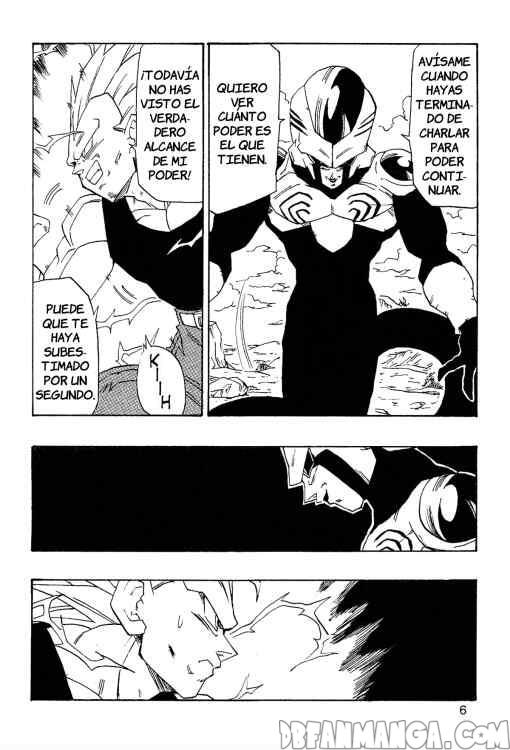 AVÍSAME
CUANDO
HAYAS
TERMINA-
DO DE
CHARLAR
PARA
PODER
CONTI-
NUAR.
QUIERO
VER
CUÁNTO
PODER ES
EL QUE
TIENEN.
¡TODAVÍA
NO HAS
VISTO EL
VERDA-
DERO
ALCANCE
DE MI
PODER!
PUEDE
QUE TE
HAYA
SUBES-
TIMADO
POR UN
SEGUNDO.
KIIH
6
DBFANMANGA.COM